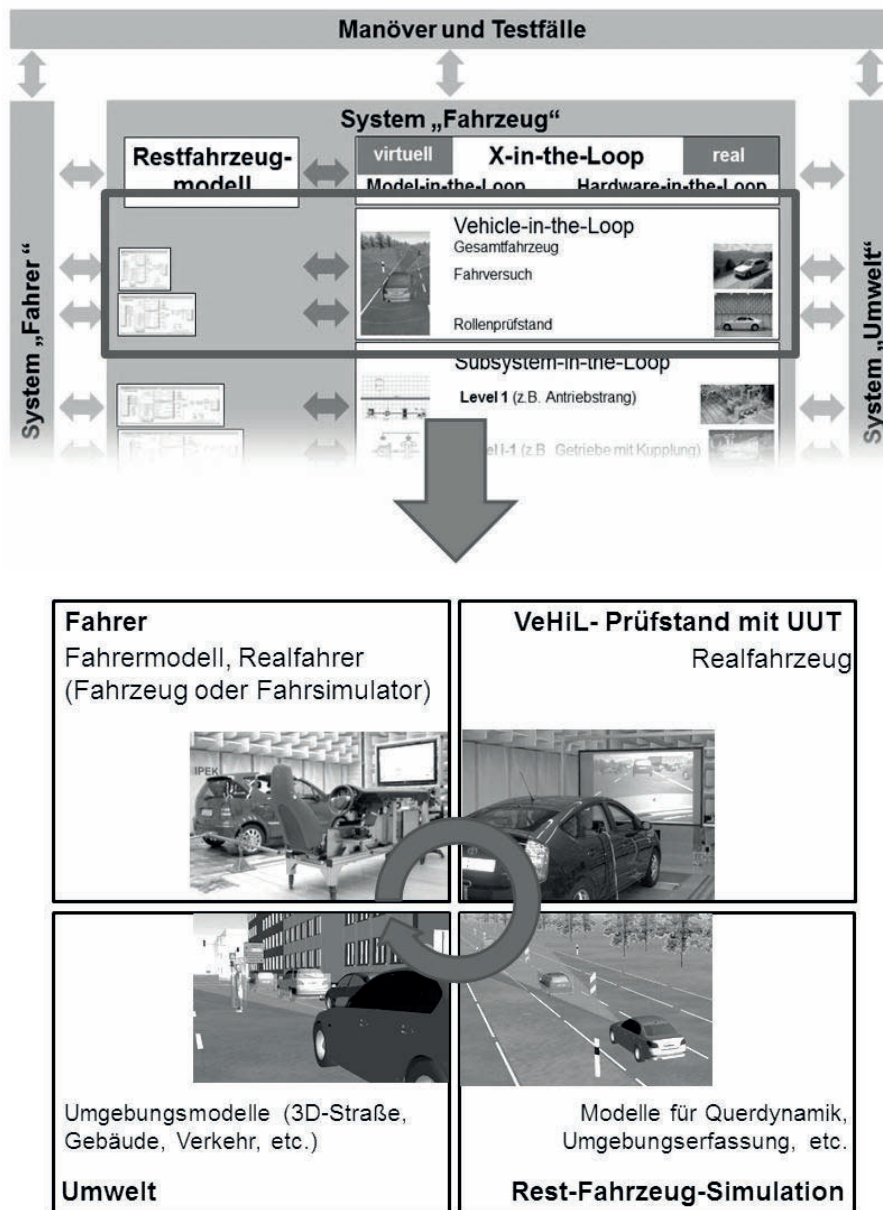 Manöver und Testfälle
System „Fahrzeug“
Restfahrzeug-
modell
virtuell
X-in-the-Loop
real
Model-in-the-Loop
Hardware-in-the-Loop
System „Fahrer“
System „Umwelt“
Vehicle-in-the-Loop
Gesamtfahrzeug
Fahrversuch
Rollenprüfstand
Subsystem-in-the-Loop
Level 1 (z.B. Antriebstrang)
el i-1 (z.B Getriebe mit Kupplung)
Fahrer
Fahrermodell, Realfahrer
(Fahrzeug oder Fahrsimulator)
IPEK
VeHiL- Prüfstand mit UUT
Realfahrzeug
Umgebungsmodelle (3D-Straße,
Gebäude, Verkehr, etc.)
Umwelt
Modelle für Querdynamik,
Umgebungserfassung, etc.
Rest-Fahrzeug-Simulation